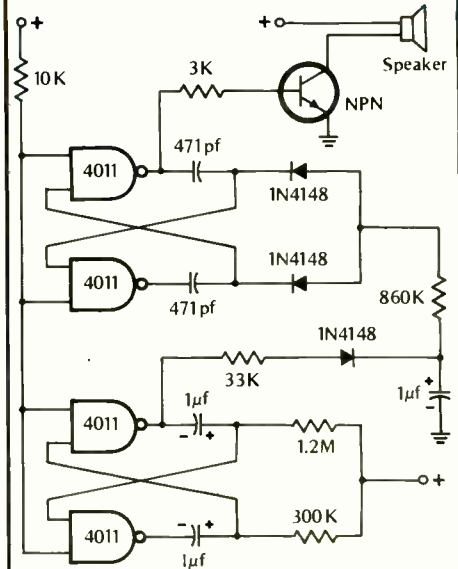 +
+
10K
3K
Speaker
NPN
4011
471pf
1N4148
4011
471pf
1N4148
860K
1N4148
33K
1μf
+
-
4011
1μf
- +
1.2M
+
4011
- +
1μf
300K